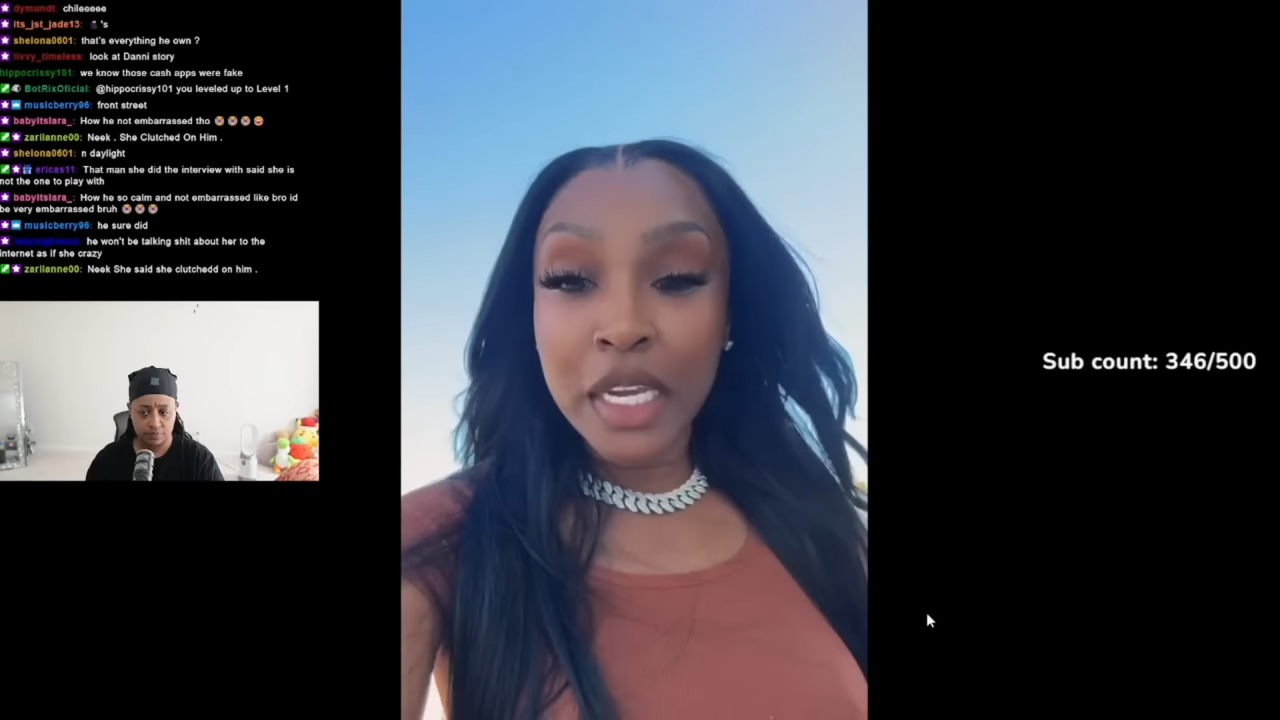 dymundt: chileeeee
its_jst_jade13: 's
shelona0601: that's everything he own ?
livvy_timeless: look at Danni story
hippocrissy101: we know those cash apps were fake
BotRixOficial: @hippocrissy101 you leveled up to Level 1
musicberry96: front street
babyitslara_: How he not embarrassed tho
zarilanne00: Neek . She Clutched On Him .
shelona0601: n daylight
ericas11: That man she did the interview with said she is
not the one to play with
babyitslara_: How he so calm and not embarrassed like bro id
be very embarrassed bruh
musicberry96: he sure did
he won't be talking shit about her to the
internet as if she crazy
zarilanne00: Neek She said she clutchedd on him .
Sub count: 346/500